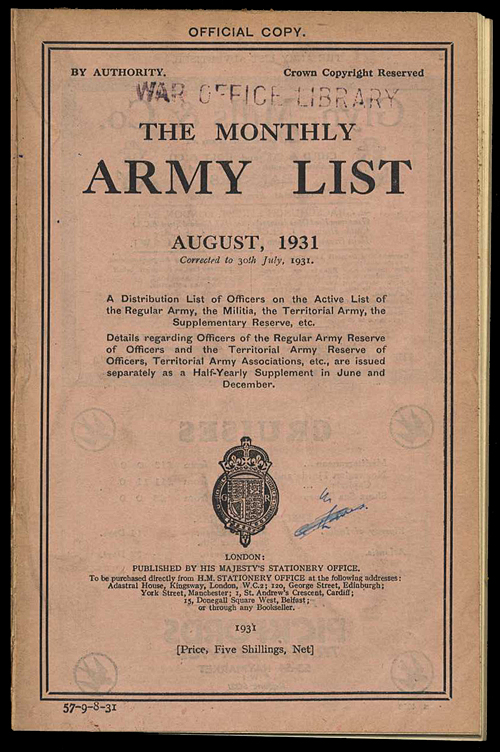 OFFICIAL COPY.
BY AUTHORITY. Crown Copyright Reserved
WAR OFFICE LIBRARY
THE MONTHLY
ARMY LIST
AUGUST, 1931
Corrected to 30th July, 1931.
A Distribution List of Officers on the Active List of
the Regular Army, the Militia, the Territorial Army, the
Supplementary Reserve, etc.
Details regarding Officers of the Regular Army Reserve
of Officers and the Territorial Army Reserve of
Officers, Territorial Army Associations, etc., are issued
separately as a Half-Yearly Supplement in June and
December.
G R
LONDON:
PUBLISHED BY HIS MAJESTY'S STATIONERY OFFICE.
To be purchased directly from H.M. STATIONERY OFFICE at the following addresses:
Adastral House, Kingsway, London, W.C.2; 120, George Street, Edinburgh;
York Street, Manchester; 1, St. Andrew's Crescent, Cardiff;
15, Donegall Square West, Belfast;
or through any Bookseller.
1931
[Price, Five Shillings, Net]
57-9-8-31